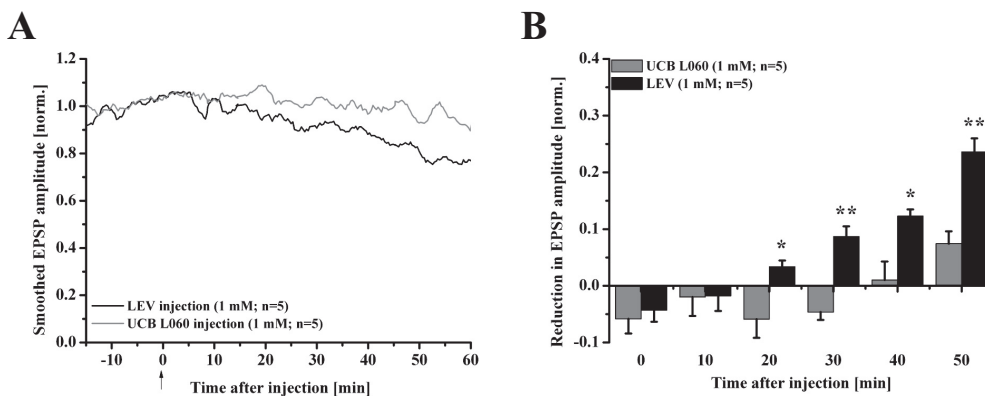 A
Smoothed EPSP amplitude [norm.]
1.2
1.0
0.8
0.6
0.4
0.2
0.0
LEV injection (1 mM; n=5)
UCB L060 injection (1 mM; n=5)
-10 0 10 20 30 40 50 60
Time after injection [min]
B
Reduction in EPSP amplitude [norm.]
0.4
0.3
0.2
0.1
0.0
-0.1
UCB L060 (1 mM; n=5)
LEV (1 mM; n=5)
* ** * **
0 10 20 30 40 50
Time after injection [min]